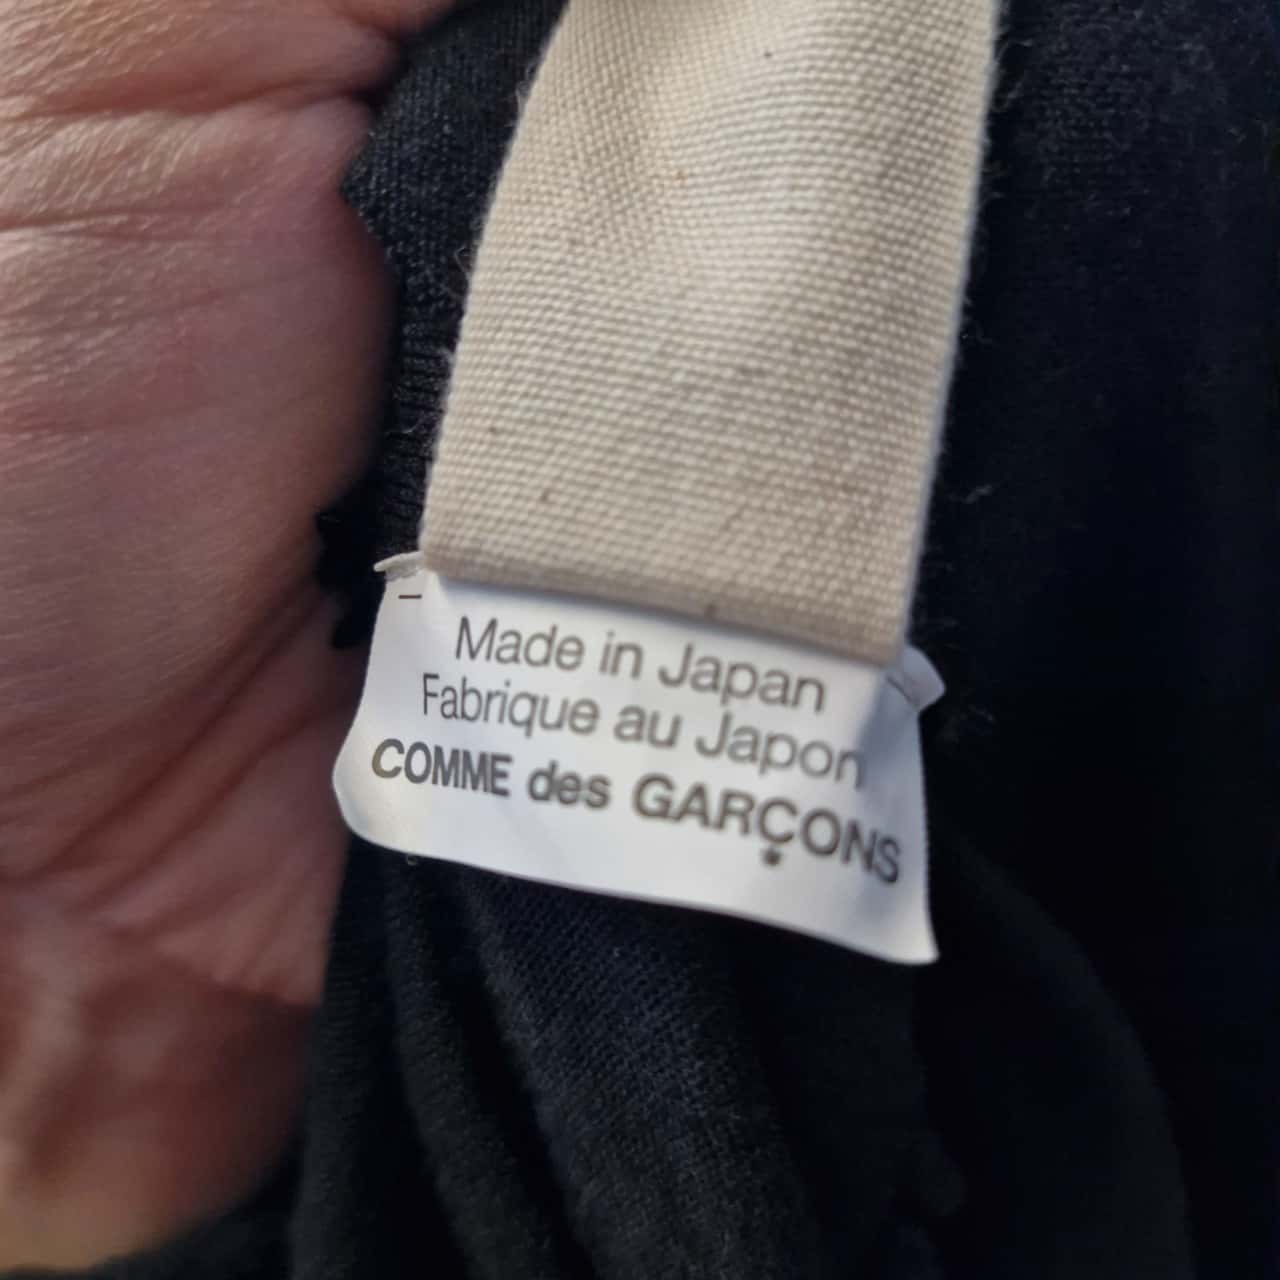 Made in Japan
Fabrique au Japon
COMME des GARÇONS